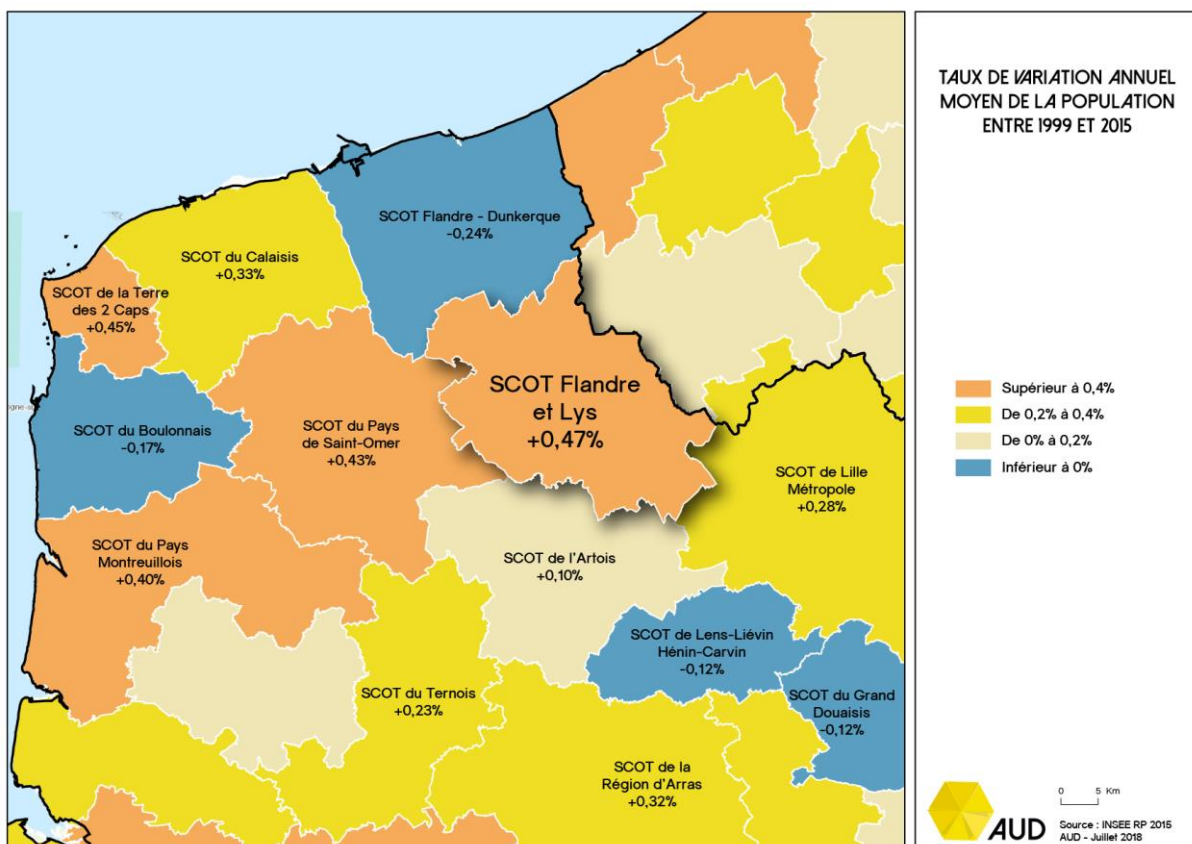 TAUX DE VARIATION ANNUEL
MOYEN DE LA POPULATION
ENTRE 1999 ET 2015
SCOT Flandre - Dunkerque
-0,24%
SCOT du Calaisis
+0,33%
SCOT de la Terre
des 2 Caps
+0,45%
SCOT Flandre
et Lys
+0,47%
SCOT du Boulonnais
-0,17%
SCOT du Pays
de Saint-Omer
+0,43%
SCOT de Lille
Métropole
+0,28%
SCOT du Pays
Montreuillois
+0,40%
SCOT de l'Artois
+0,10%
SCOT de Lens-Liévin
Hénin-Carvin
-0,12%
SCOT du Ternois
+0,23%
SCOT du Grand
Douaisis
-0,12%
SCOT de la
Région d'Arras
+0,32%
Supérieur à 0,4%
De 0,2% à 0,4%
De 0% à 0,2%
Inférieur à 0%
AUD
0 5 Km
Source : INSEE RP 2015
AUD - Juillet 2018